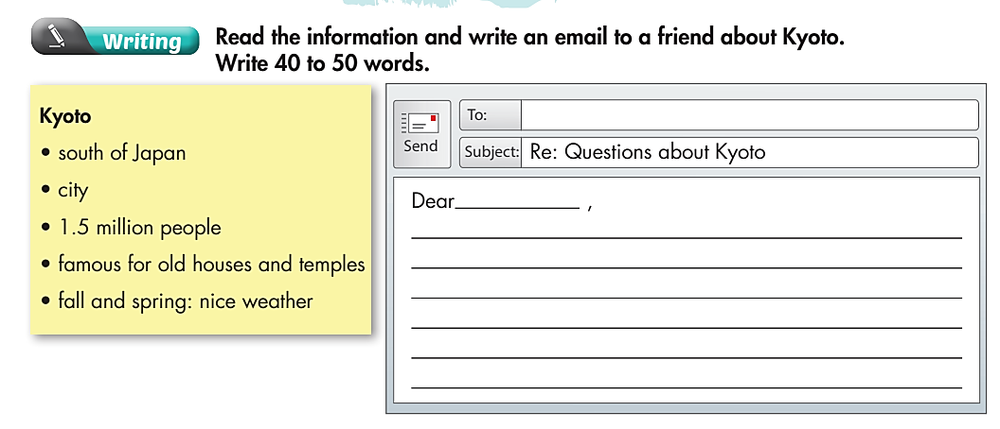 Writing
Read the information and write an email to a friend about Kyoto.
Write 40 to 50 words.
Kyoto
• south of Japan
• city
• 1.5 million people
• famous for old houses and temples
• fall and spring: nice weather
Send
To:
Subject: Re: Questions about Kyoto
Dear____________ ,